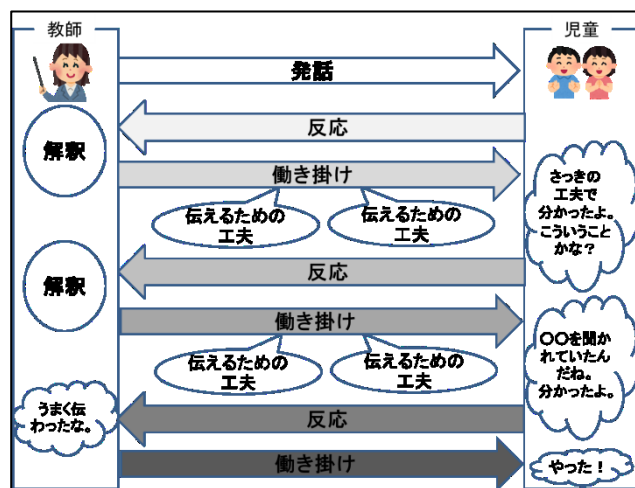 教師
児童
発話
反応
解釈
働き掛け
伝えるための
工夫
伝えるための
工夫
さっきの
工夫で
分かったよ。
こういうこと
かな？
反応
解釈
働き掛け
伝えるための
工夫
伝えるための
工夫
〇〇を聞か
れていたん
だね。
分かったよ。
うまく伝
わったな。
反応
働き掛け
やった！